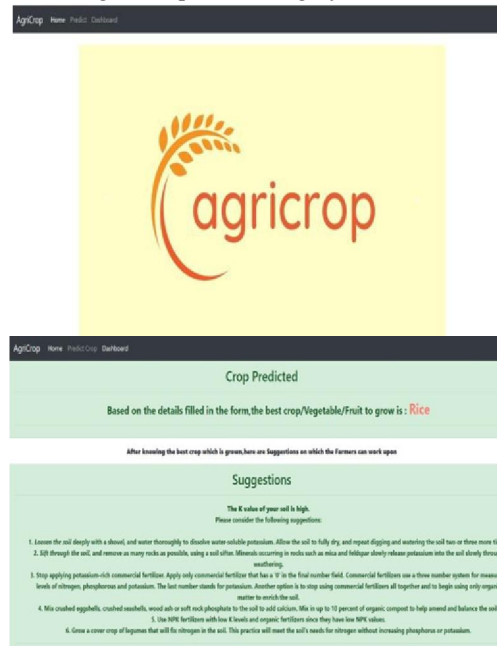 AgriCrop Home Predict Dashboard
agricrop
AgriCrop Home Predict Crop Dashboard
Crop Predicted
Based on the details filled in the form,the best crop/Vegetable/Fruit to grow is : Rice
After knowing the best crop which is grown,here are Suggestions on which the Farmers can work upon
Suggestions
The K value of your soil is high.
Please consider the following suggestions:
1. Loosen the soil deeply with a shovel, and water thoroughly to dissolve water-soluble potassium. Allow the soil to fully dry, and repeat digging and watering the soil two or three more
2. Sift through the soil, and remove as many rocks as possible, using a soil sifter. Minerals occurring in rocks such as mica and feldspar slowly release potassium into the soil slowly
weathering.
3. Stop applying potassium-rich commercial fertilizer. Apply only commercial fertilizer that has a '0' in the final number field. Commercial fertilizers use a three number system for
levels of nitrogen, phosphorous and potassium. The last number stands for potassium. Another option is to stop using commercial fertilizers all together and to begin using only
matter to enrich the soil.
4. Mix crushed eggshells, crushed seashells, wood ash or soft rock phosphate to the soil to add calcium. Mix in up to 10 percent of organic compost to help amend and balance the
5. Use NPK fertilizers with low K levels and organic fertilizers since they have low NPK values.
6. Grow a cover crop of legumes that will fix nitrogen in the soil. This practice will meet the soil's needs for nitrogen without increasing phosphorus or potassium.